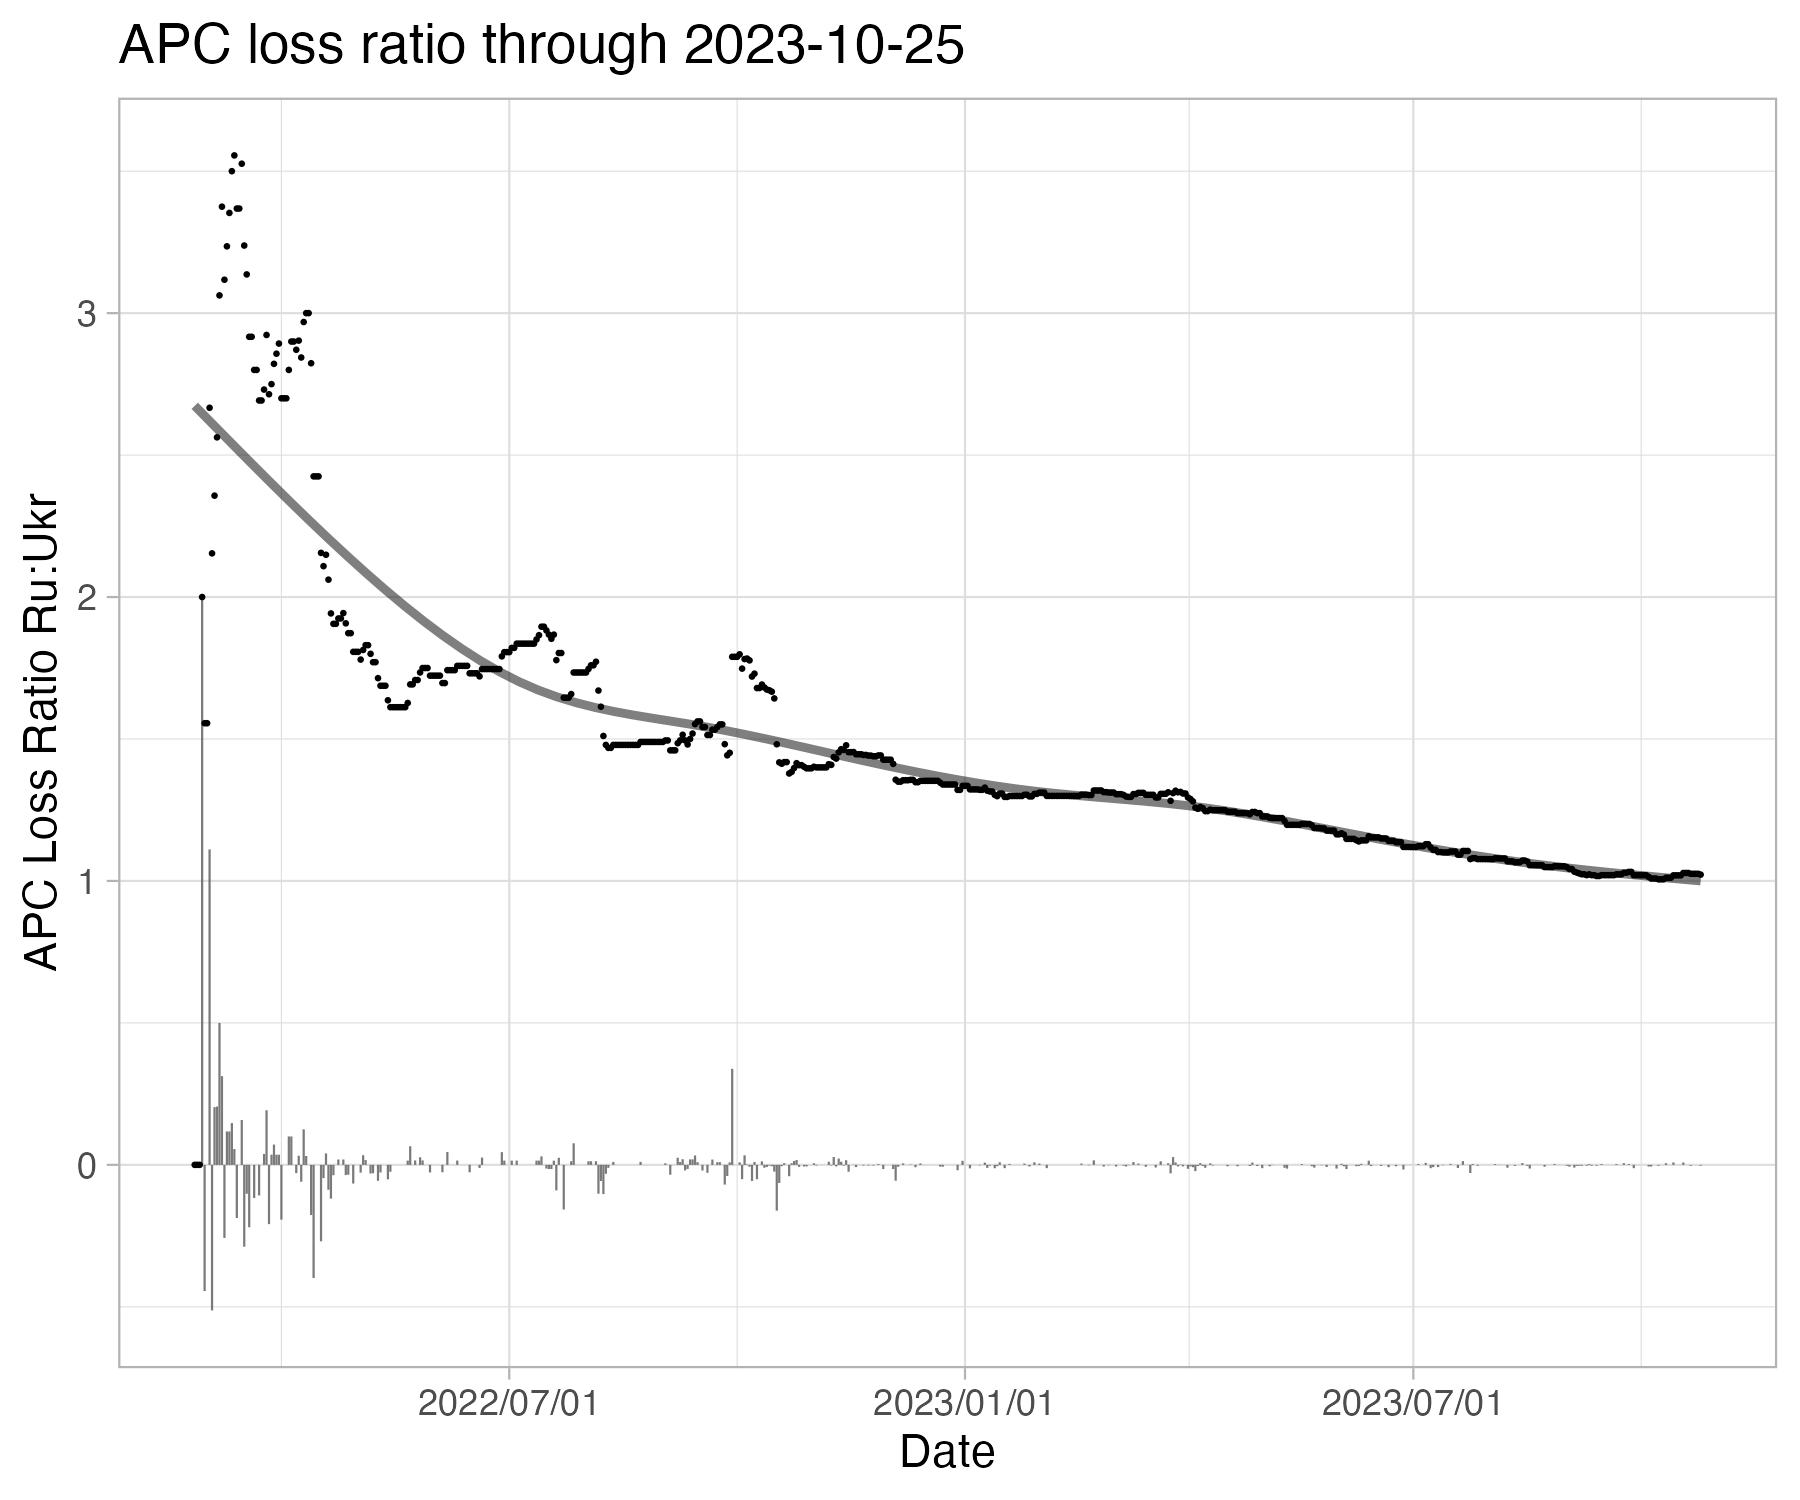 APC loss ratio through 2023-10-25
APC Loss Ratio Ru:Ukr
3
2
1
0
2022/07/01
2023/01/01
2023/07/01
Date